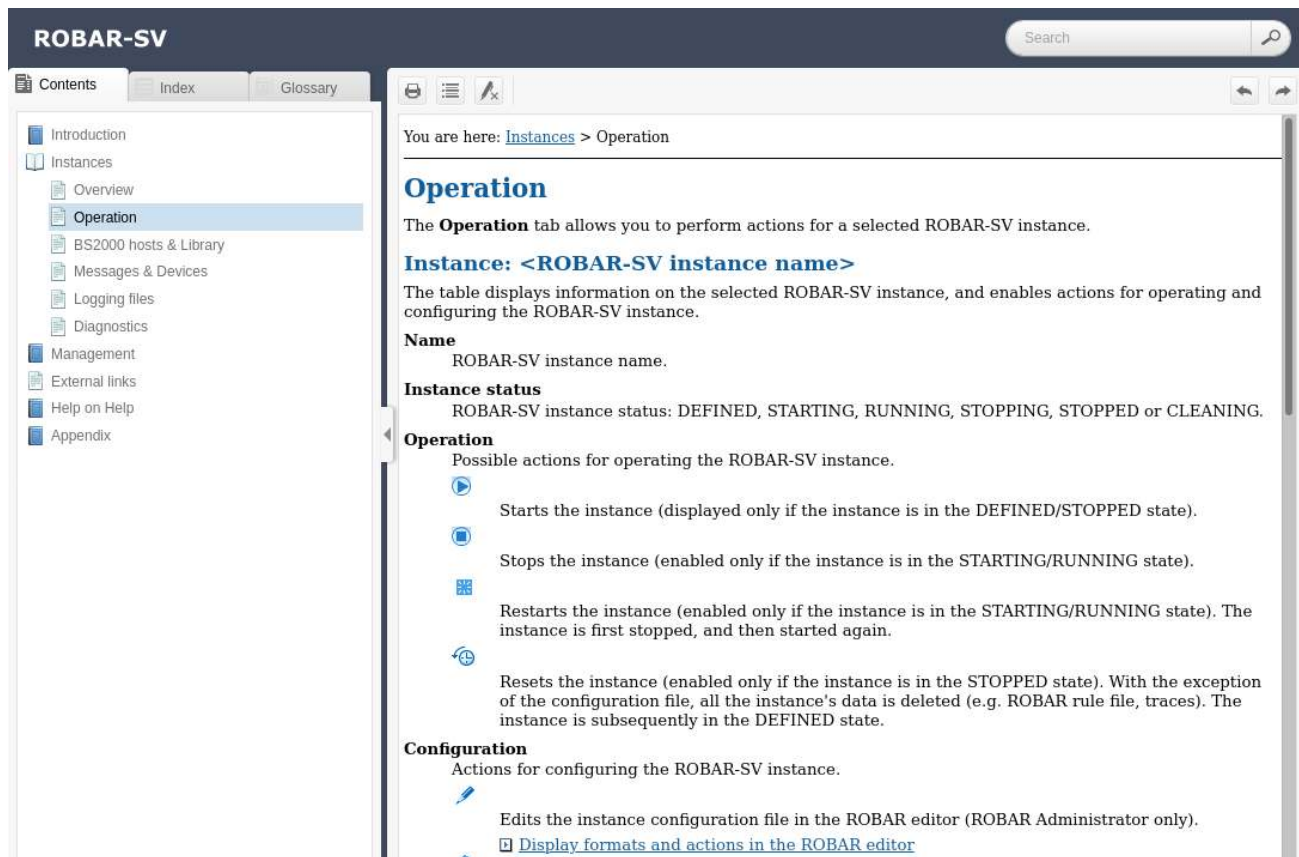 ROBAR-SV
Search
Contents
Index
Glossary
Introduction
Instances
Overview
Operation
BS2000 hosts & Library
Messages & Devices
Logging files
Diagnostics
Management
External links
Help on Help
Appendix
You are here: Instances > Operation
Operation
The Operation tab allows you to perform actions for a selected ROBAR-SV instance.
Instance: <ROBAR-SV instance name>
The table displays information on the selected ROBAR-SV instance, and enables actions for operating and
configuring the ROBAR-SV instance.
Name
ROBAR-SV instance name.
Instance status
ROBAR-SV instance status: DEFINED, STARTING, RUNNING, STOPPING, STOPPED or CLEANING.
Operation
Possible actions for operating the ROBAR-SV instance.
Starts the instance (displayed only if the instance is in the DEFINED/STOPPED state).
Stops the instance (enabled only if the instance is in the STARTING/RUNNING state).
Restarts the instance (enabled only if the instance is in the STARTING/RUNNING state). The
instance is first stopped, and then started again.
Resets the instance (enabled only if the instance is in the STOPPED state). With the exception
of the configuration file, all the instance's data is deleted (e.g. ROBAR rule file, traces). The
instance is subsequently in the DEFINED state.
Configuration
Actions for configuring the ROBAR-SV instance.
Edits the instance configuration file in the ROBAR editor (ROBAR Administrator only).
Display formats and actions in the ROBAR editor